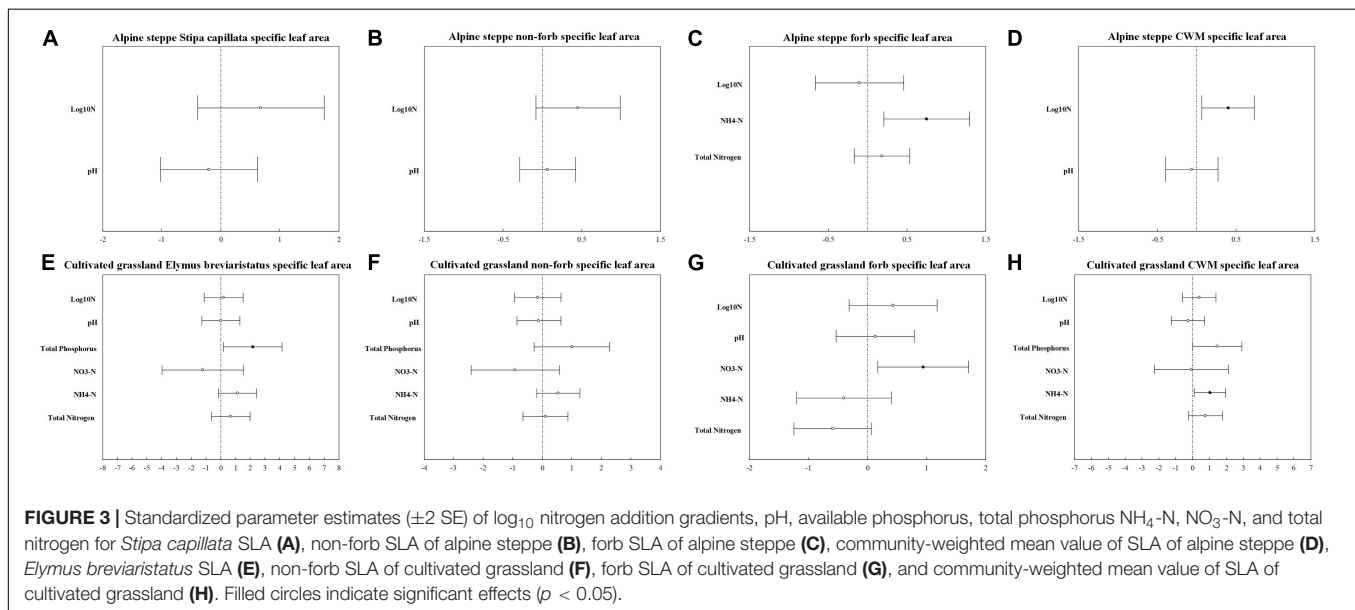 A
Alpine steppe Stipa capillata specific leaf area
Log10N
pH
-2 -1 0 1 2
B
Alpine steppe non-forb specific leaf area
Log10N
pH
-1.5 -0.5 0.5 1.5
C
Alpine steppe forb specific leaf area
Log10N
NH4-N
Total Nitrogen
-1.5 -0.5 0.5 1.5
D
Alpine steppe CWM specific leaf area
Log10N
pH
-1.5 -0.5 0.5 1.5
E
Cultivated grassland Elymus breviaristatus specific leaf area
Log10N
pH
Total Phosphorus
NO3-N
NH4-N
Total Nitrogen
-8 -7 -6 -5 -4 -3 -2 -1 0 1 2 3 4 5 6 7 8
F
Cultivated grassland non-forb specific leaf area
Log10N
pH
Total Phosphorus
NO3-N
NH4-N
Total Nitrogen
-4 -3 -2 -1 0 1 2 3 4
G
Cultivated grassland forb specific leaf area
Log10N
pH
NO3-N
NH4-N
Total Nitrogen
-2 -1 0 1 2
H
Cultivated grassland CWM specific leaf area
Log10N
pH
Total Phosphorus
NO3-N
NH4-N
Total Nitrogen
-7 -6 -5 -4 -3 -2 -1 0 1 2 3 4 5 6 7
FIGURE 3 | Standardized parameter estimates (±2 SE) of log₁₀ nitrogen addition gradients, pH, available phosphorus, total phosphorus NH₄-N, NO₃-N, and total
nitrogen for Stipa capillata SLA (A), non-forb SLA of alpine steppe (B), forb SLA of alpine steppe (C), community-weighted mean value of SLA of alpine steppe (D),
Elymus breviaristatus SLA (E), non-forb SLA of cultivated grassland (F), forb SLA of cultivated grassland (G), and community-weighted mean value of SLA of
cultivated grassland (H). Filled circles indicate significant effects (p < 0.05).